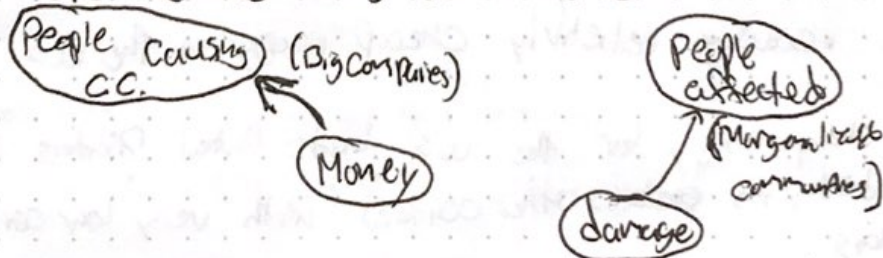 People Causing
C.C.
(Big Companies)
Money
People
affected
(Marginalized
communities)
damage